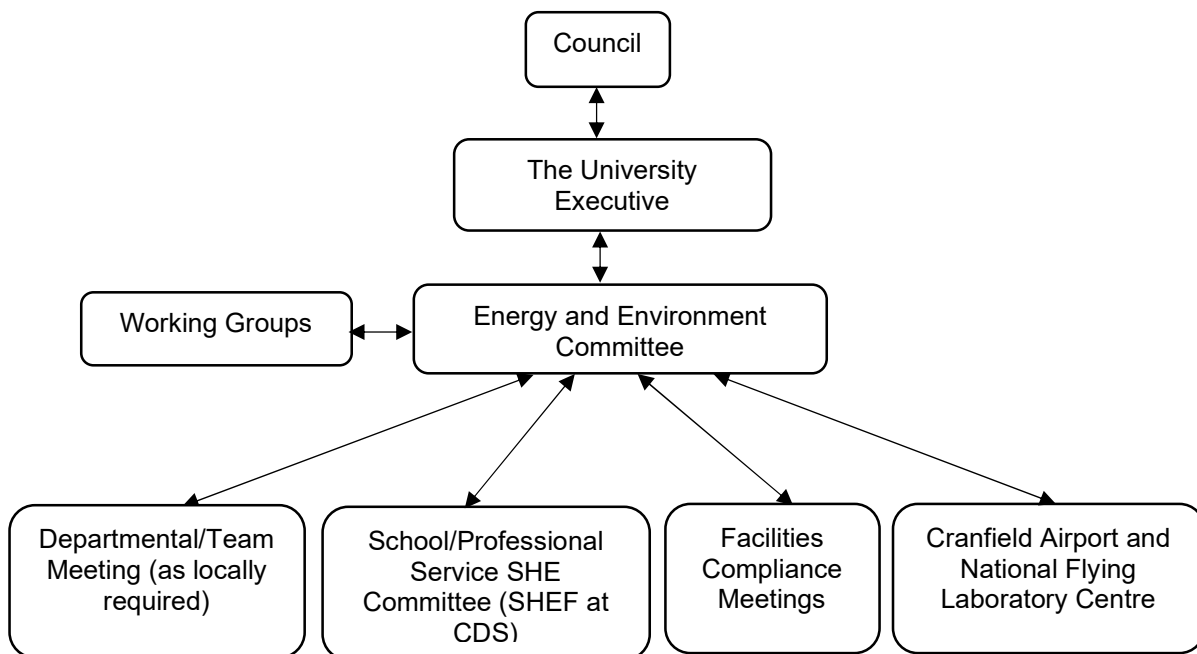 Council
The University
Executive
Working Groups
Energy and Environment
Committee
Departmental/Team
Meeting (as locally
required)
School/Professional
Service SHE
Committee (SHEF at
CDS)
Facilities
Compliance
Meetings
Cranfield Airport and
National Flying
Laboratory Centre